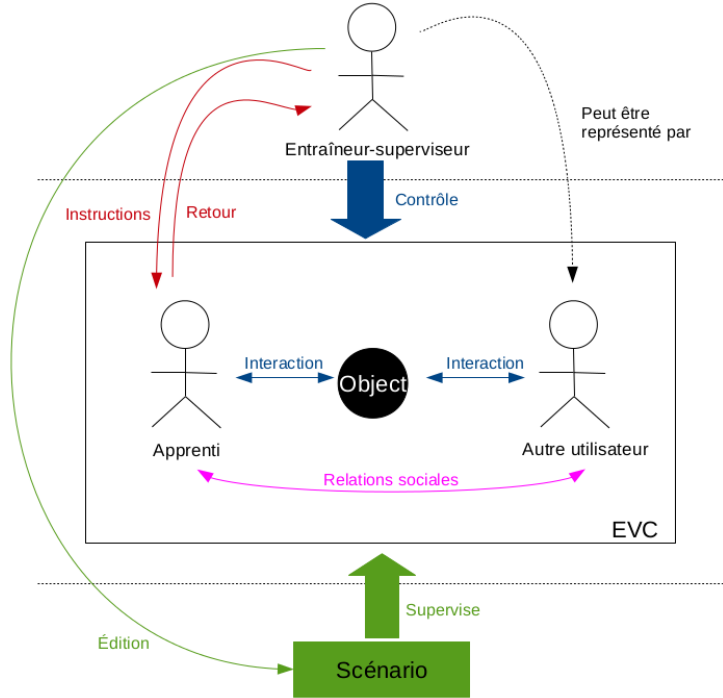 Entraîneur-superviseur
Peut être
représenté par
Instructions
Retour
Contrôle
Interaction
Object
Interaction
Apprenti
Autre utilisateur
Relations sociales
EVC
Supervise
Édition
Scénario